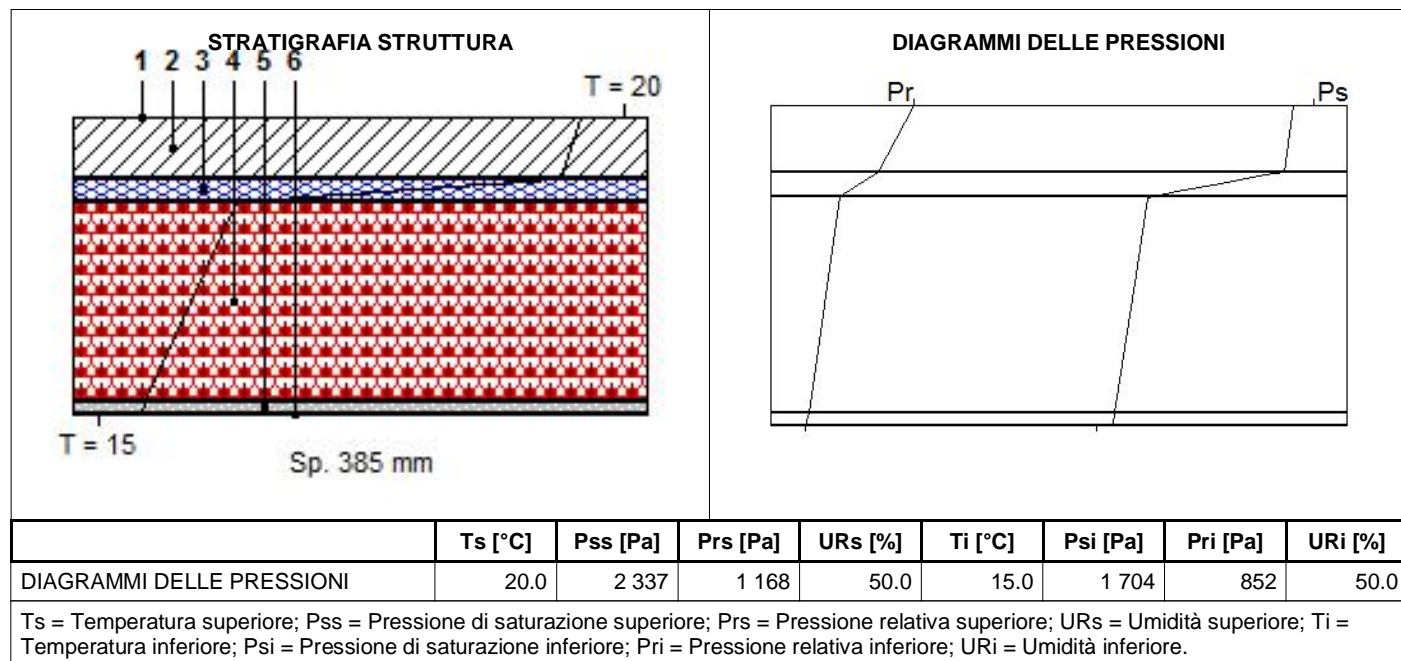 STRATIGRAFIA STRUTTURA
1 2 3 4 5 6
T = 20
T = 15
Sp. 385 mm
DIAGRAMMI DELLE PRESSIONI
Pr
Ps
Ts [°C] Pss [Pa] Prs [Pa] URs [%] Ti [°C] Psi [Pa] Pri [Pa] URi [%]
DIAGRAMMI DELLE PRESSIONI 20.0 2 337 1 168 50.0 15.0 1 704 852 50.0
Ts = Temperatura superiore; Pss = Pressione di saturazione superiore; Prs = Pressione relativa superiore; URs = Umidità superiore; Ti =
Temperatura inferiore; Psi = Pressione di saturazione inferiore; Pri = Pressione relativa inferiore; URi = Umidità inferiore.